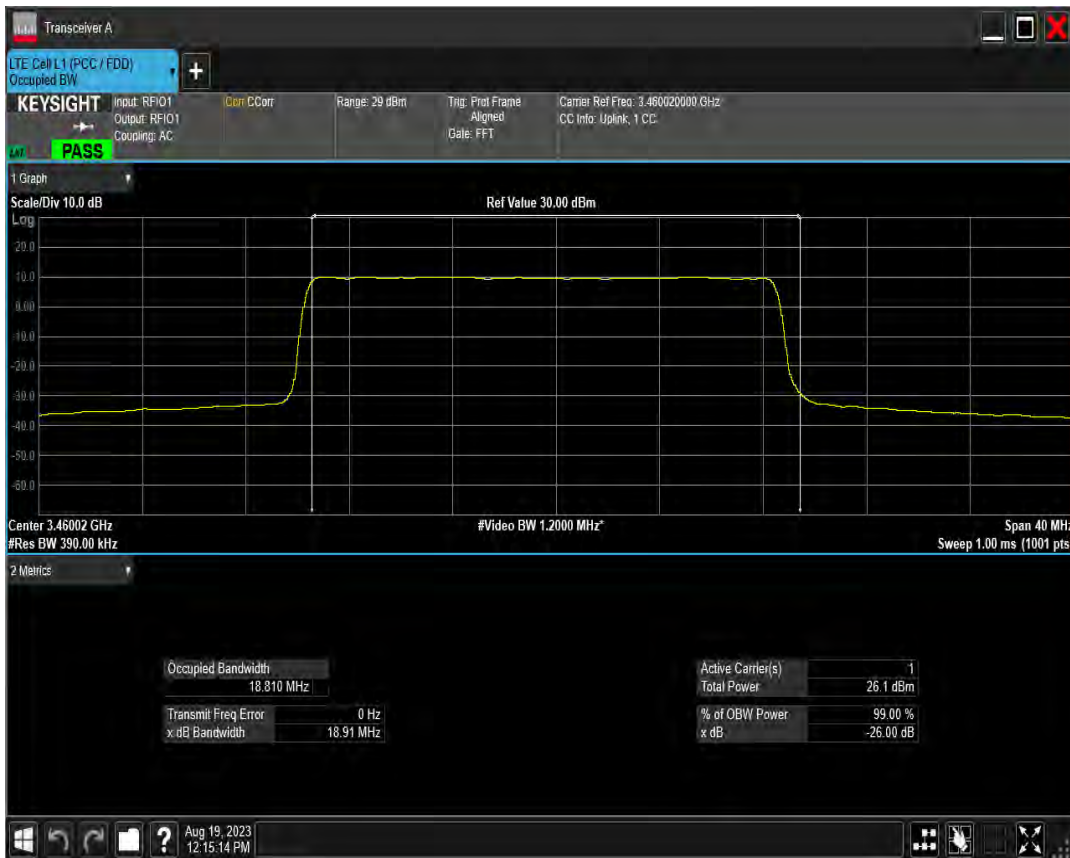 Transceiver A
LTE Cell L1 (PCC / FDD)
Occupied BW
+
KEYSIGHT
Input: RFIO1
Output: RFIO1
Coupling: AC
Corr CCorr
Range: 29 dBm
Trig: Prot Frame
Aligned
Gate: FFT
Carrier Ref Freq: 3.460020000 GHz
CC Info: Uplink, 1 CC
PASS
1 Graph
Scale/Div 10.0 dB
Ref Value 30.00 dBm
Log
20.0
10.0
0.00
-10.0
-20.0
-30.0
-40.0
-50.0
-60.0
Center 3.46002 GHz
#Video BW 1.2000 MHz*
Span 40 MHz
#Res BW 390.00 kHz
Sweep 1.00 ms (1001 pts
2 Metrics
Occupied Bandwidth
18.810 MHz
Transmit Freq Error 0 Hz
x dB Bandwidth 18.91 MHz
Active Carrier(s) 1
Total Power 26.1 dBm
% of OBW Power 99.00 %
x dB -26.00 dB
?
Aug 19, 2023
12:15:14 PM